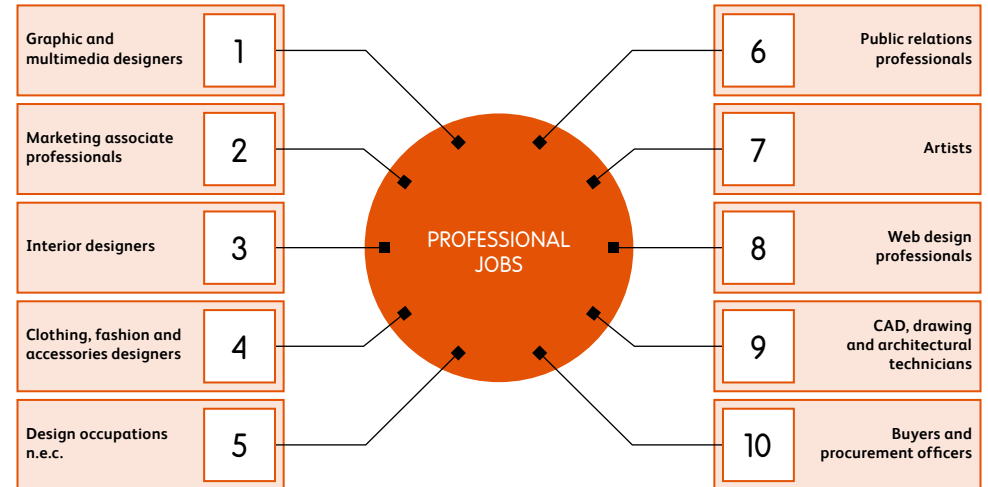 Graphic and
multimedia designers
1
Marketing associate
professionals
2
Interior designers
3
Clothing, fashion and
accessories designers
4
Design occupations
n.e.c.
5
PROFESSIONAL
JOBS
6
Public relations
professionals
7
Artists
8
Web design
professionals
9
CAD, drawing
and architectural
technicians
10
Buyers and
procurement officers